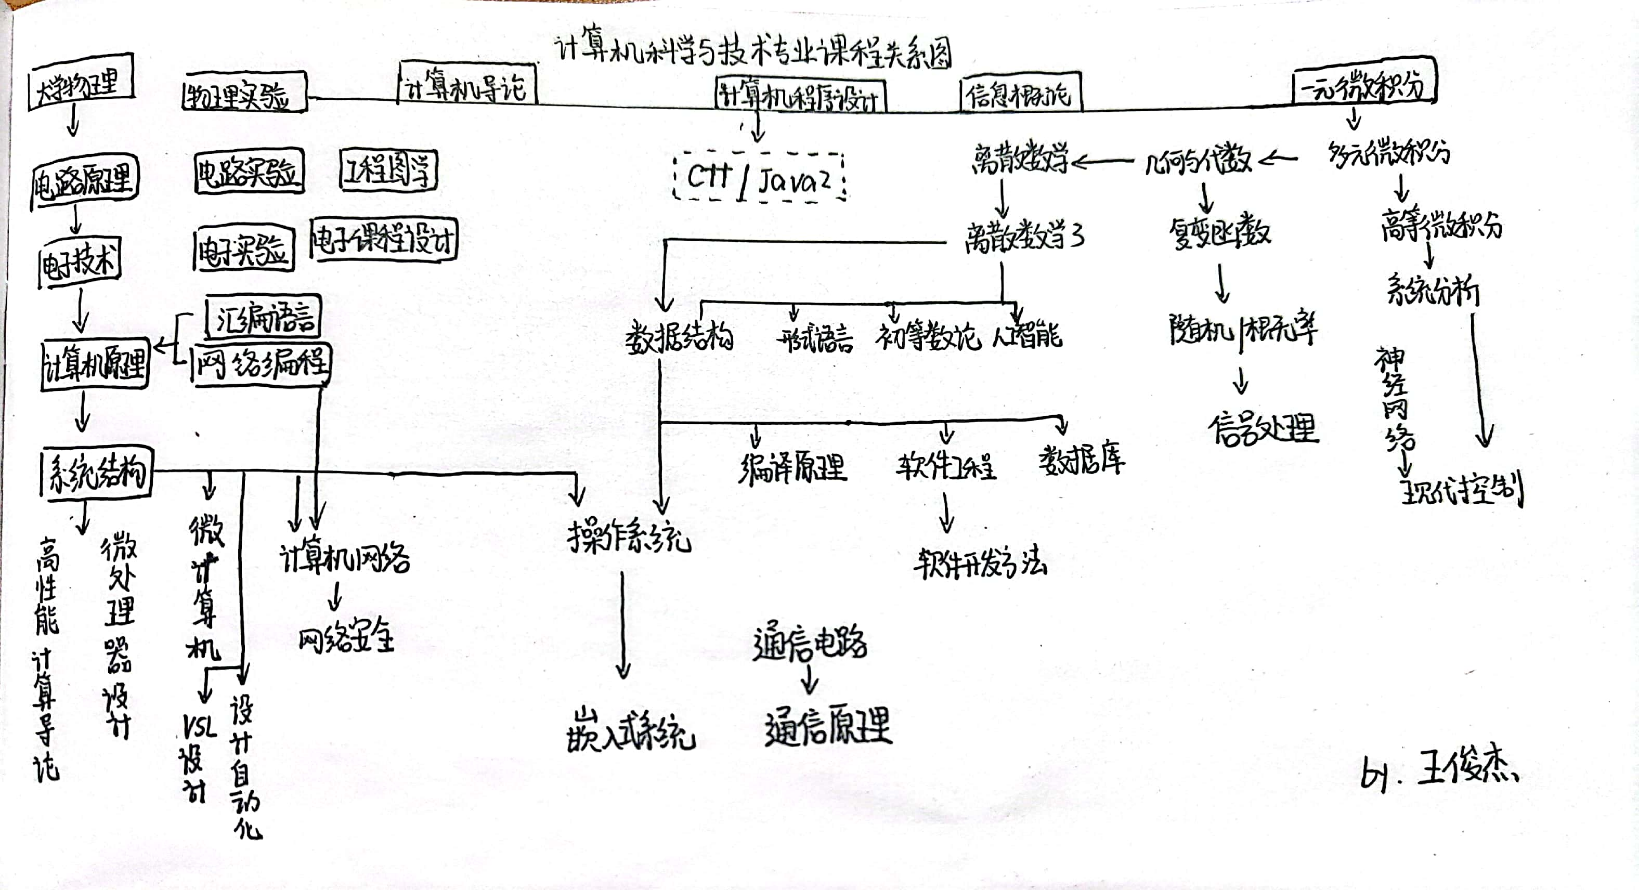 计算机科学与技术专业课程关系图
大学物理
物理实验
计算机导论
计算机程序设计
信息概论
一元微积分
电路原理
电路实验
工程图学
C++/Java2
离散数学
几何与代数
多元微积分
电子技术
电子实验
电子课程设计
离散数学3
复变函数
高等微积分
系统分析
汇编语言
网络编程
计算机原理
数据结构
形式语言
初等数论
人工智能
随机/概率
神经网络
信号处理
系统结构
编译原理
软件工程
数据库
现代控制
高性能计算导论
微处理器设计
微计算机
计算机网络
操作系统
软件开发方法
网络安全
通信电路
VSL设计
设计自动化
嵌入式系统
通信原理
by. 王俊杰